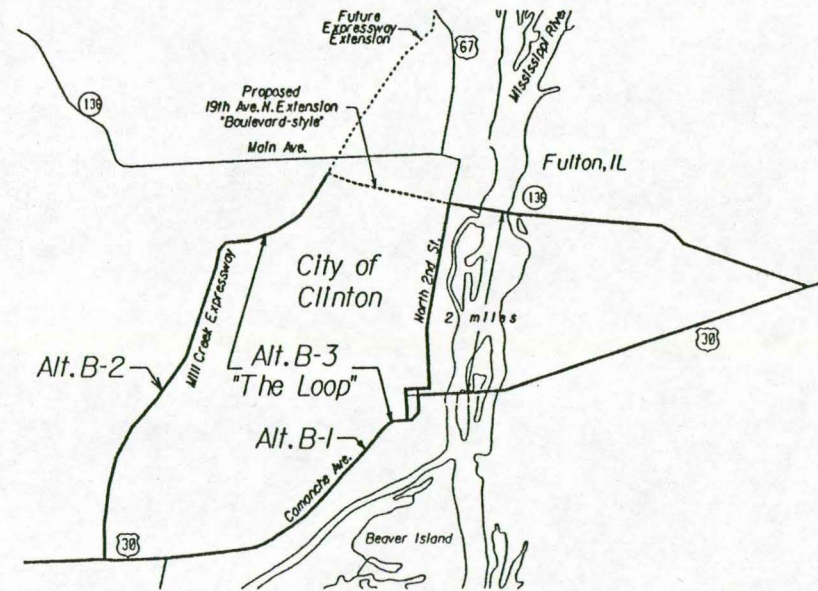 Future
Expressway
Extension
67
Mississippi River
136
Proposed
19th Ave. N. Extension
"Boulevard-style"
Main Ave.
Fulton, IL
136
City of
Clinton
North 2nd St.
Mill Creek Expressway
2 miles
30
Alt. B-2
Alt. B-3
"The Loop"
Alt. B-1
Camanche Ave.
30
Beaver Island